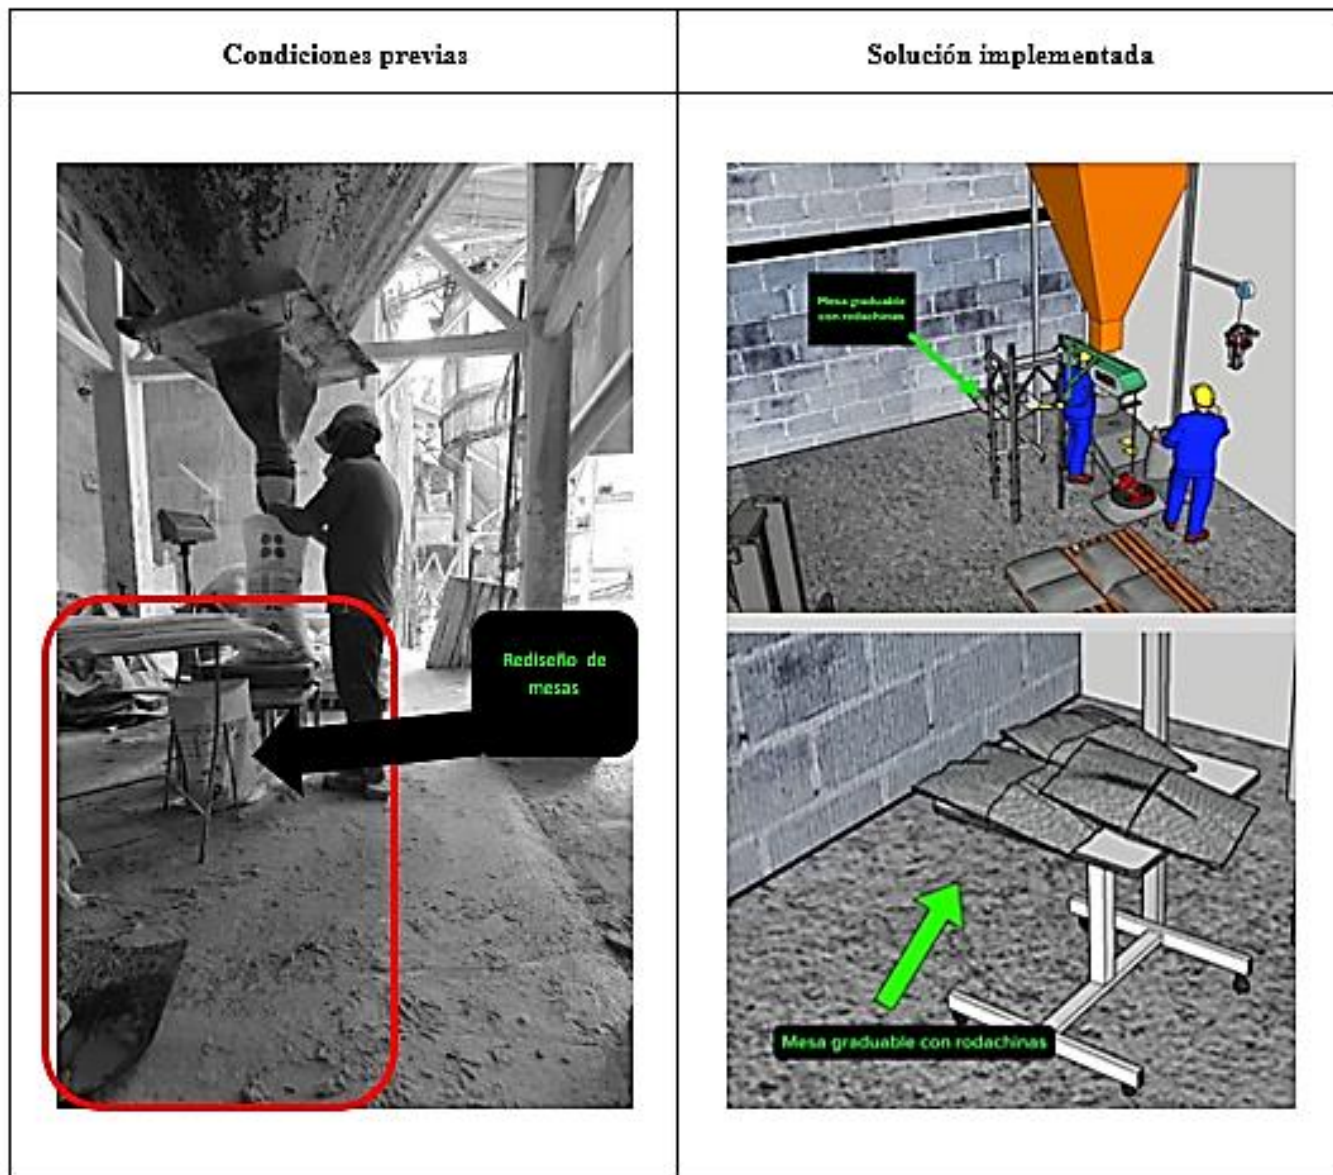 Condiciones previas
Solución implementada
Rediseño de
mesas
Mesa graduable
con rodachinas
Mesa graduable con rodachinas